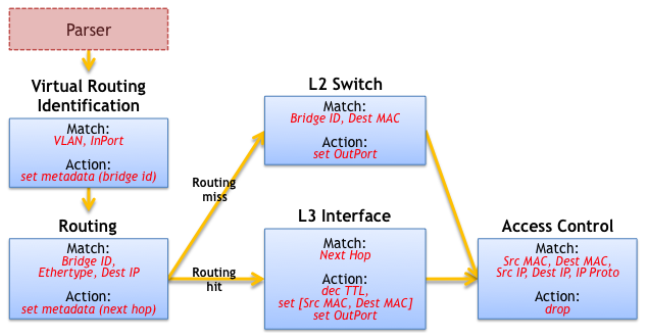 Parser
Virtual Routing
Identification
Match:
VLAN, InPort
Action:
set metadata (bridge id)
Routing
Match:
Bridge ID,
Ethertype, Dest IP
Action:
set metadata (next hop)
Routing
miss
Routing
hit
L2 Switch
Match:
Bridge ID, Dest MAC
Action:
set OutPort
L3 Interface
Match:
Next Hop
Action:
dec TTL,
set [Src MAC, Dest MAC]
set OutPort
Access Control
Match:
Src MAC, Dest MAC,
Src IP, Dest IP, IP Proto
Action:
drop